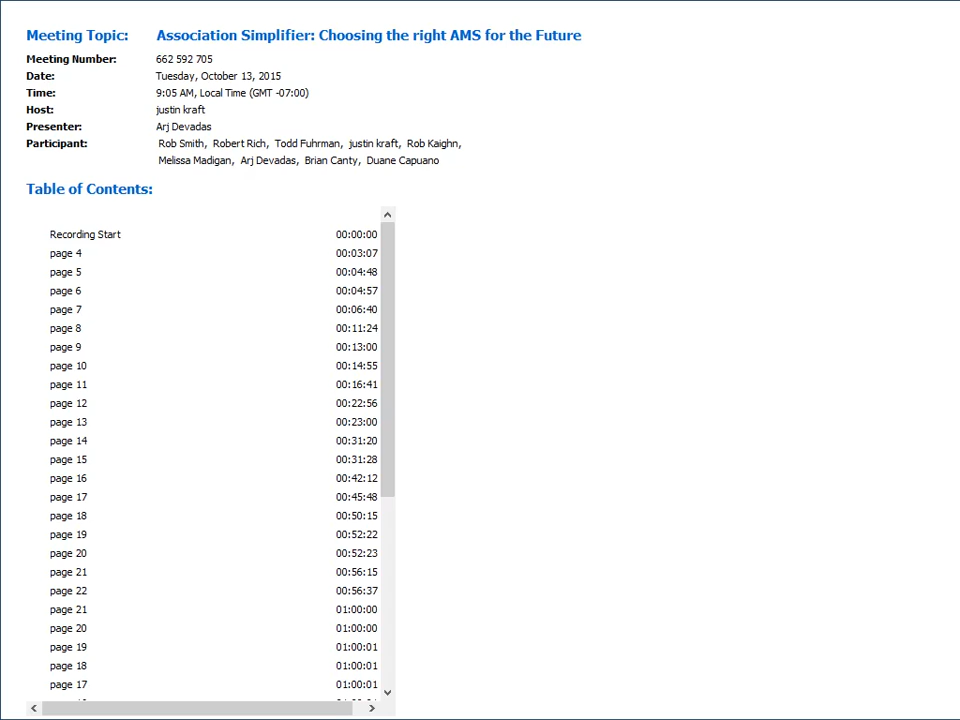 Meeting Topic: Association Simplifier: Choosing the right AMS for the Future
Meeting Number: 662 592 705
Date: Tuesday, October 13, 2015
Time: 9:05 AM, Local Time (GMT -07:00)
Host: justin kraft
Presenter: Arj Devadas
Participant: Rob Smith, Robert Rich, Todd Fuhrman, justin kraft, Rob Kaighn,
Melissa Madigan, Arj Devadas, Brian Canty, Duane Capuano
Table of Contents:
Recording Start 00:00:00
page 4 00:03:07
page 5 00:04:48
page 6 00:04:57
page 7 00:06:40
page 8 00:11:24
page 9 00:13:00
page 10 00:14:55
page 11 00:16:41
page 12 00:22:56
page 13 00:23:00
page 14 00:31:20
page 15 00:31:28
page 16 00:42:12
page 17 00:45:48
page 18 00:50:15
page 19 00:52:22
page 20 00:52:23
page 21 00:56:15
page 22 00:56:37
page 21 01:00:00
page 20 01:00:00
page 19 01:00:01
page 18 01:00:01
page 17 01:00:01